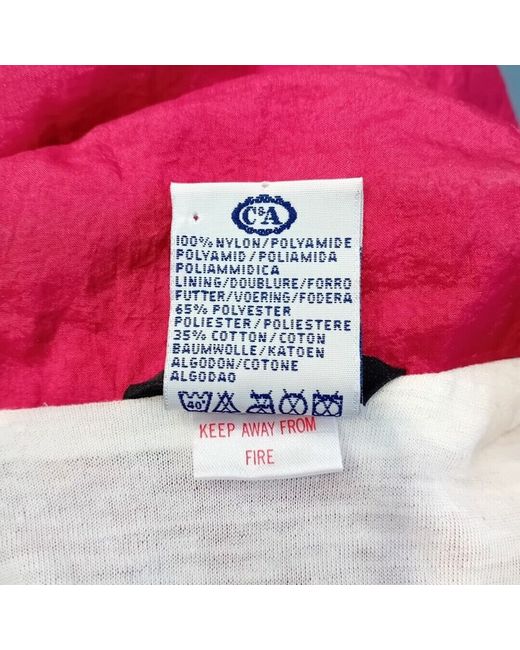 C&A
100% NYLON/POLYAMIDE
POLYAMID/POLIAMIDA
POLIAMMIDICA
LINING/DOUBLURE/FORRO
FUTTER/VOERING/FODERA
65% POLYESTER
POLIESTER/POLIESTERE
35% COTTON/COTON
BAUMWOLLE/KATOEN
ALGODON/COTONE
ALGODAO
40°
KEEP AWAY FROM
FIRE